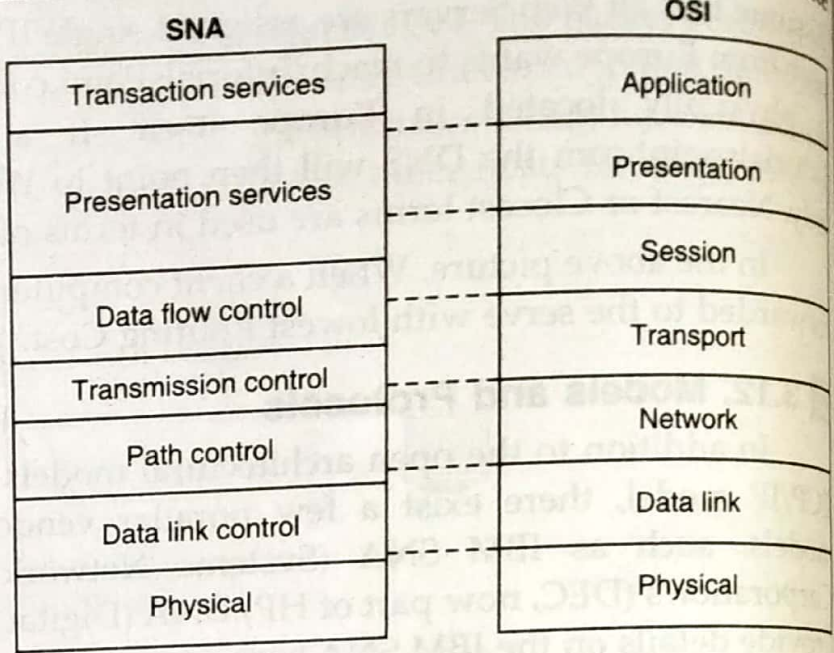 SNA
Transaction services
Presentation services
Data flow control
Transmission control
Path control
Data link control
Physical
OSI
Application
Presentation
Session
Transport
Network
Data link
Physical